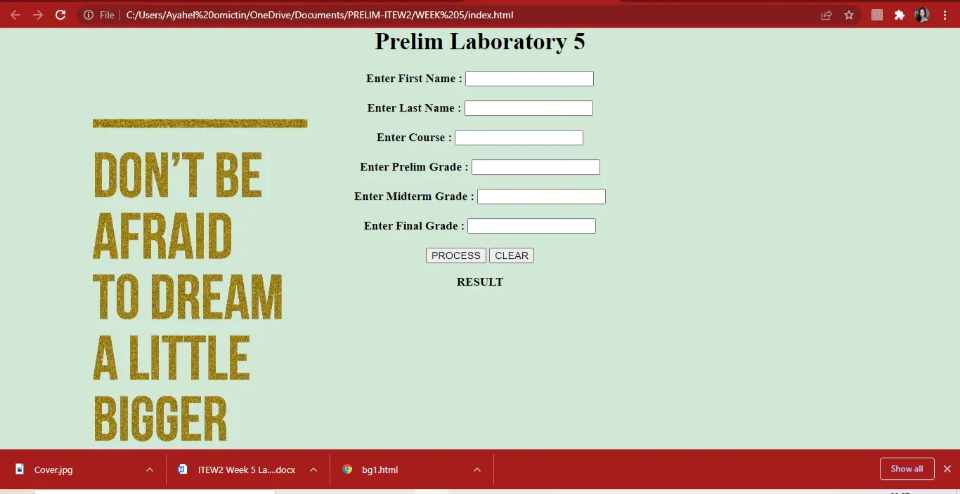 File
C:/Users/Ayahel%20omictin/OneDrive/Documents/PRELIM-ITEW2/WEEK%205/index.html
Prelim Laboratory 5
Enter First Name :
Enter Last Name :
Enter Course :
Enter Prelim Grade :
Enter Midterm Grade :
Enter Final Grade :
PROCESS CLEAR
RESULT
DON'T BE
AFRAID
TO DREAM
A LITTLE
BIGGER
Cover.jpg
ITEW2 Week 5 La....docx
bg1.html
Show all